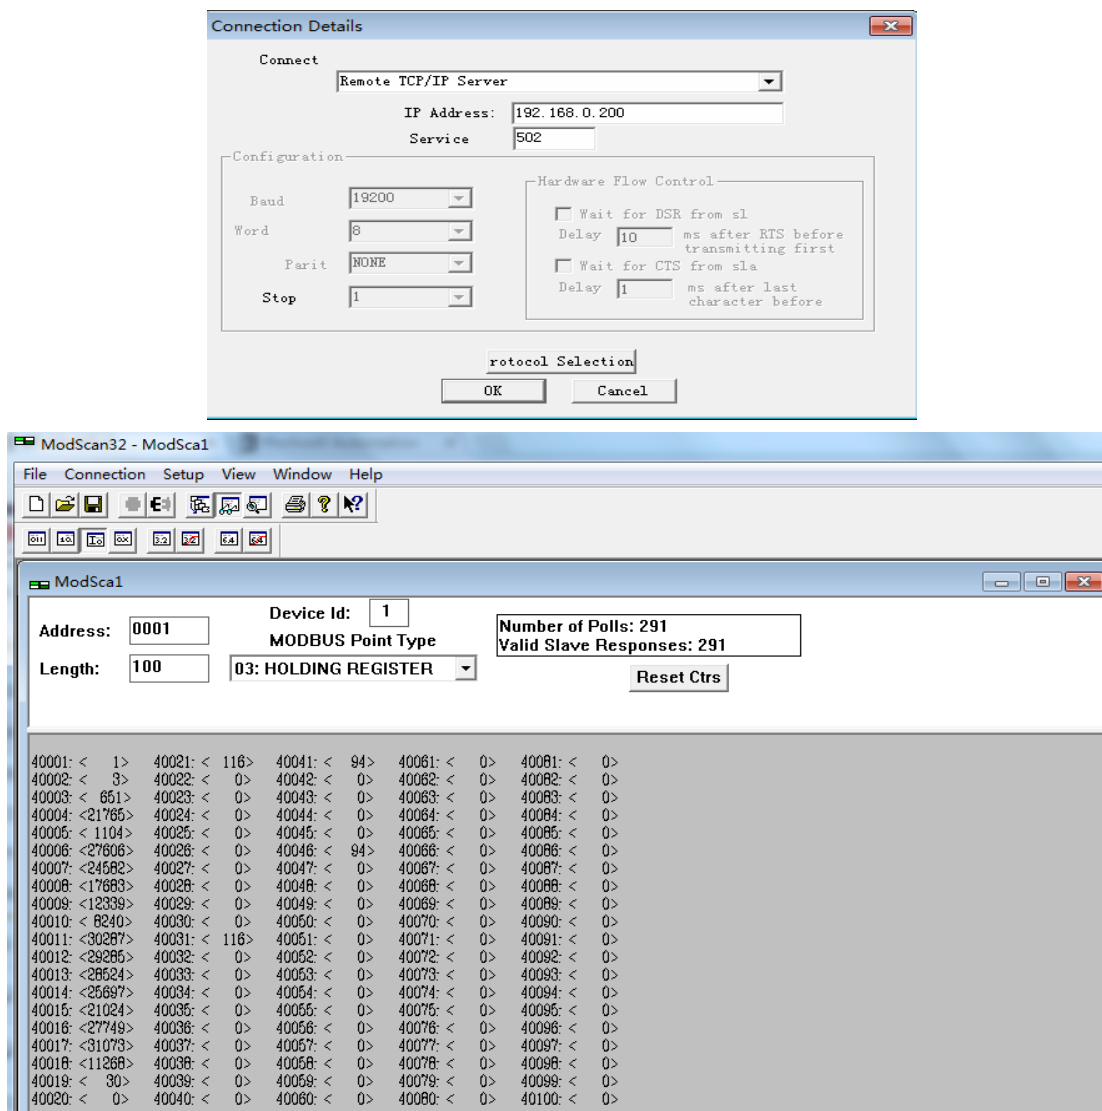 Connection Details
Connect
Remote TCP/IP Server
IP Address: 192.168.0.200
Service 502
Configuration
Baud 19200
Word 8
Parit NONE
Stop 1
Hardware Flow Control
Wait for DSR from sl
Delay 10 ms after RTS before
transmitting first
Wait for CTS from sla
Delay 1 ms after last
character before
rotocol Selection
OK Cancel
ModScan32 - ModSca1
File Connection Setup View Window Help
ModSca1
Address: 0001
Device Id: 1
MODBUS Point Type
Length: 100
03: HOLDING REGISTER
Number of Polls: 291
Valid Slave Responses: 291
Reset Ctrs
40001: < 1> 40021: < 116> 40041: < 94> 40061: < 0> 40081: < 0>
40002: < 3> 40022: < 0> 40042: < 0> 40062: < 0> 40082: < 0>
40003: < 651> 40023: < 0> 40043: < 0> 40063: < 0> 40083: < 0>
40004: <21765> 40024: < 0> 40044: < 0> 40064: < 0> 40084: < 0>
40005: < 1104> 40025: < 0> 40045: < 0> 40065: < 0> 40085: < 0>
40006: <27606> 40026: < 0> 40046: < 94> 40066: < 0> 40086: < 0>
40007: <24582> 40027: < 0> 40047: < 0> 40067: < 0> 40087: < 0>
40008: <17683> 40028: < 0> 40048: < 0> 40068: < 0> 40088: < 0>
40009: <12339> 40029: < 0> 40049: < 0> 40069: < 0> 40089: < 0>
40010: < 8240> 40030: < 0> 40050: < 0> 40070: < 0> 40090: < 0>
40011: <30287> 40031: < 116> 40051: < 0> 40071: < 0> 40091: < 0>
40012: <29285> 40032: < 0> 40052: < 0> 40072: < 0> 40092: < 0>
40013: <28524> 40033: < 0> 40053: < 0> 40073: < 0> 40093: < 0>
40014: <25697> 40034: < 0> 40054: < 0> 40074: < 0> 40094: < 0>
40015: <21024> 40035: < 0> 40055: < 0> 40075: < 0> 40095: < 0>
40016: <27749> 40036: < 0> 40056: < 0> 40076: < 0> 40096: < 0>
40017: <31073> 40037: < 0> 40057: < 0> 40077: < 0> 40097: < 0>
40018: <11268> 40038: < 0> 40058: < 0> 40078: < 0> 40098: < 0>
40019: < 30> 40039: < 0> 40059: < 0> 40079: < 0> 40099: < 0>
40020: < 0> 40040: < 0> 40060: < 0> 40080: < 0> 40100: < 0>